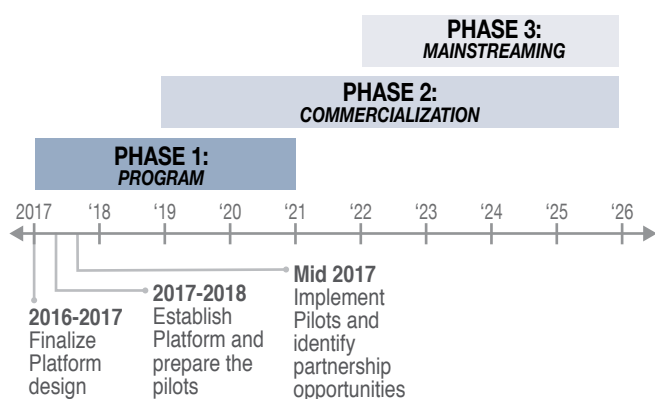 PHASE 3:
MAINSTREAMING
PHASE 2:
COMMERCIALIZATION
PHASE 1:
PROGRAM
2017 ‘18 ‘19 ‘20 ‘21 ‘22 ‘23 ‘24 ‘25 ‘26
2016-2017
Finalize
Platform
design
2017-2018
Establish
Platform and
prepare the
pilots
Mid 2017
Implement
Pilots and
identify
partnership
opportunities